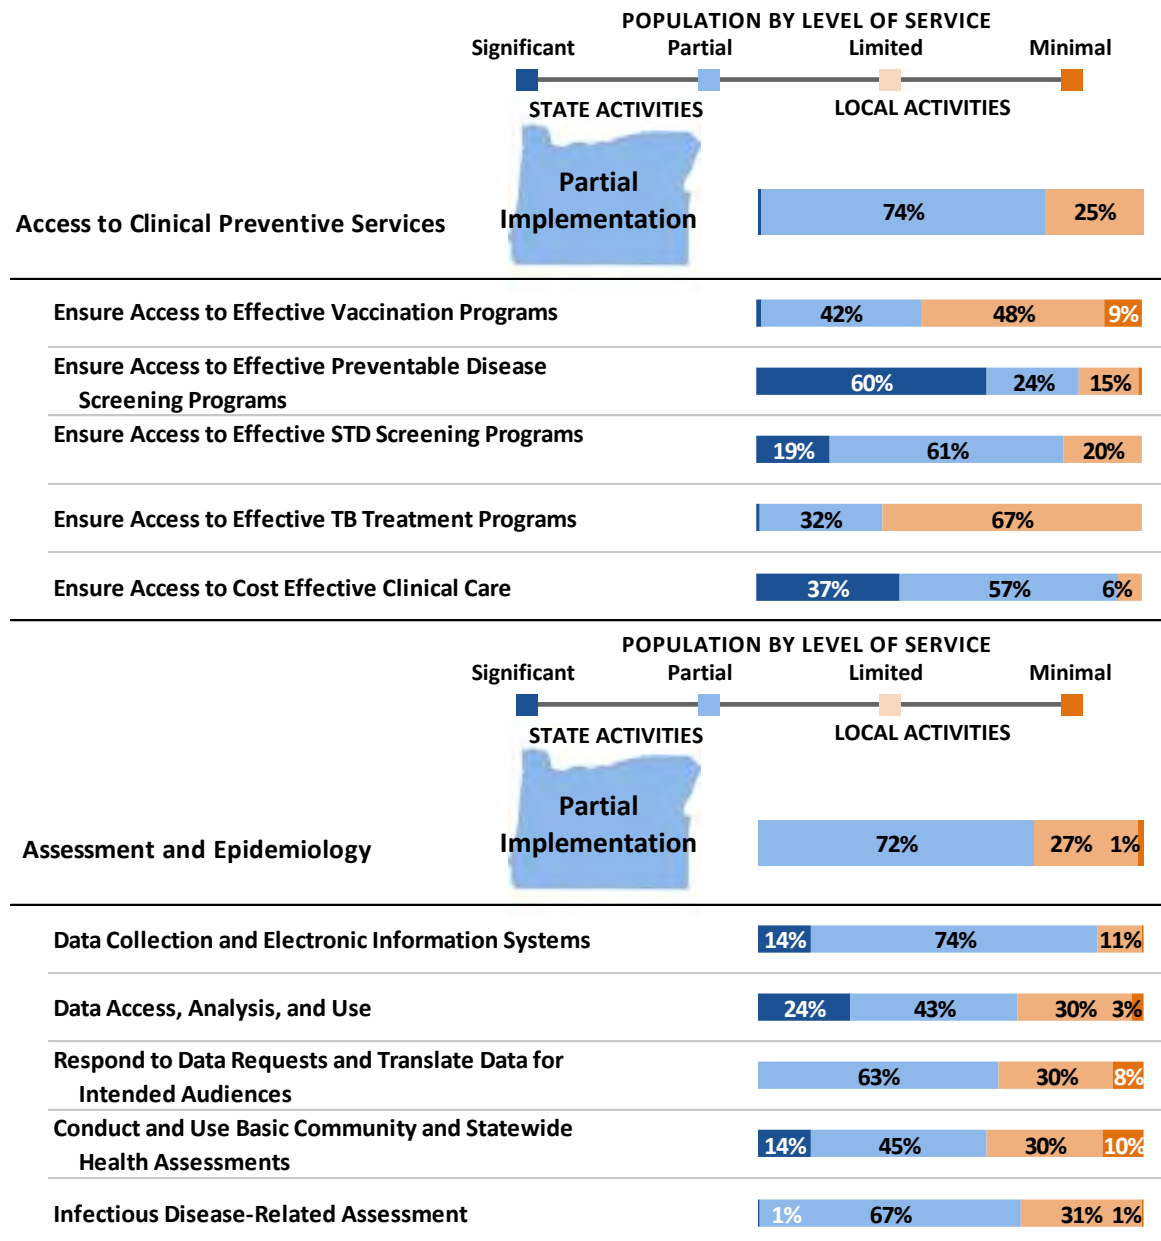 POPULATION BY LEVEL OF SERVICE
Significant Partial Limited Minimal
STATE ACTIVITIES LOCAL ACTIVITIES
Partial
Implementation
Access to Clinical Preventive Services
74% 25%
Ensure Access to Effective Vaccination Programs
42% 48% 9%
Ensure Access to Effective Preventable Disease
Screening Programs
60% 24% 15%
Ensure Access to Effective STD Screening Programs
19% 61% 20%
Ensure Access to Effective TB Treatment Programs
32% 67%
Ensure Access to Cost Effective Clinical Care
37% 57% 6%
POPULATION BY LEVEL OF SERVICE
Significant Partial Limited Minimal
STATE ACTIVITIES LOCAL ACTIVITIES
Partial
Implementation
Assessment and Epidemiology
72% 27% 1%
Data Collection and Electronic Information Systems
14% 74% 11%
Data Access, Analysis, and Use
24% 43% 30% 3%
Respond to Data Requests and Translate Data for
Intended Audiences
63% 30% 8%
Conduct and Use Basic Community and Statewide
Health Assessments
14% 45% 30% 10%
Infectious Disease-Related Assessment
1% 67% 31% 1%